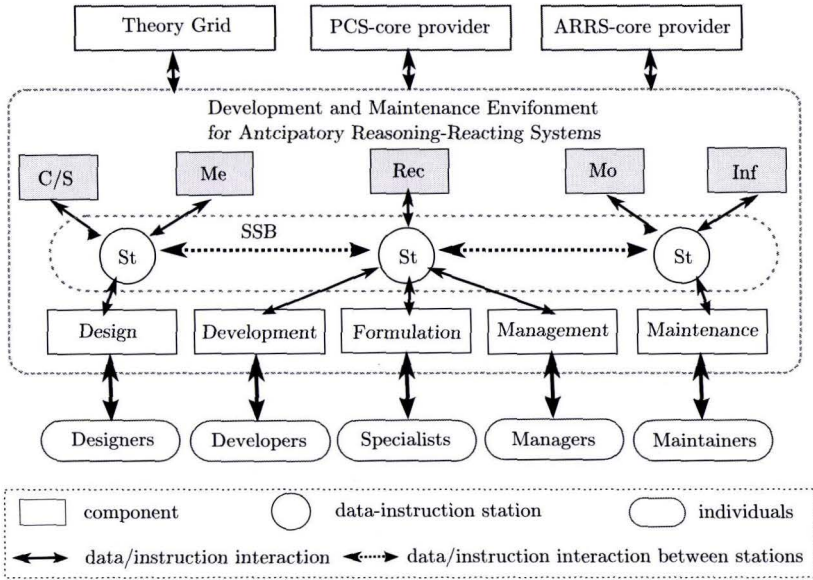 Theory Grid
PCS-core provider
ARRS-core provider
Development and Maintenance Envifonment
for Antcipatory Reasoning-Reacting Systems
C/S
Me
Rec
Mo
Inf
SSB
St
St
St
Design
Development
Formulation
Management
Maintenance
Designers
Developers
Specialists
Managers
Maintainers
component
data-instruction station
individuals
data/instruction interaction
data/instruction interaction between stations